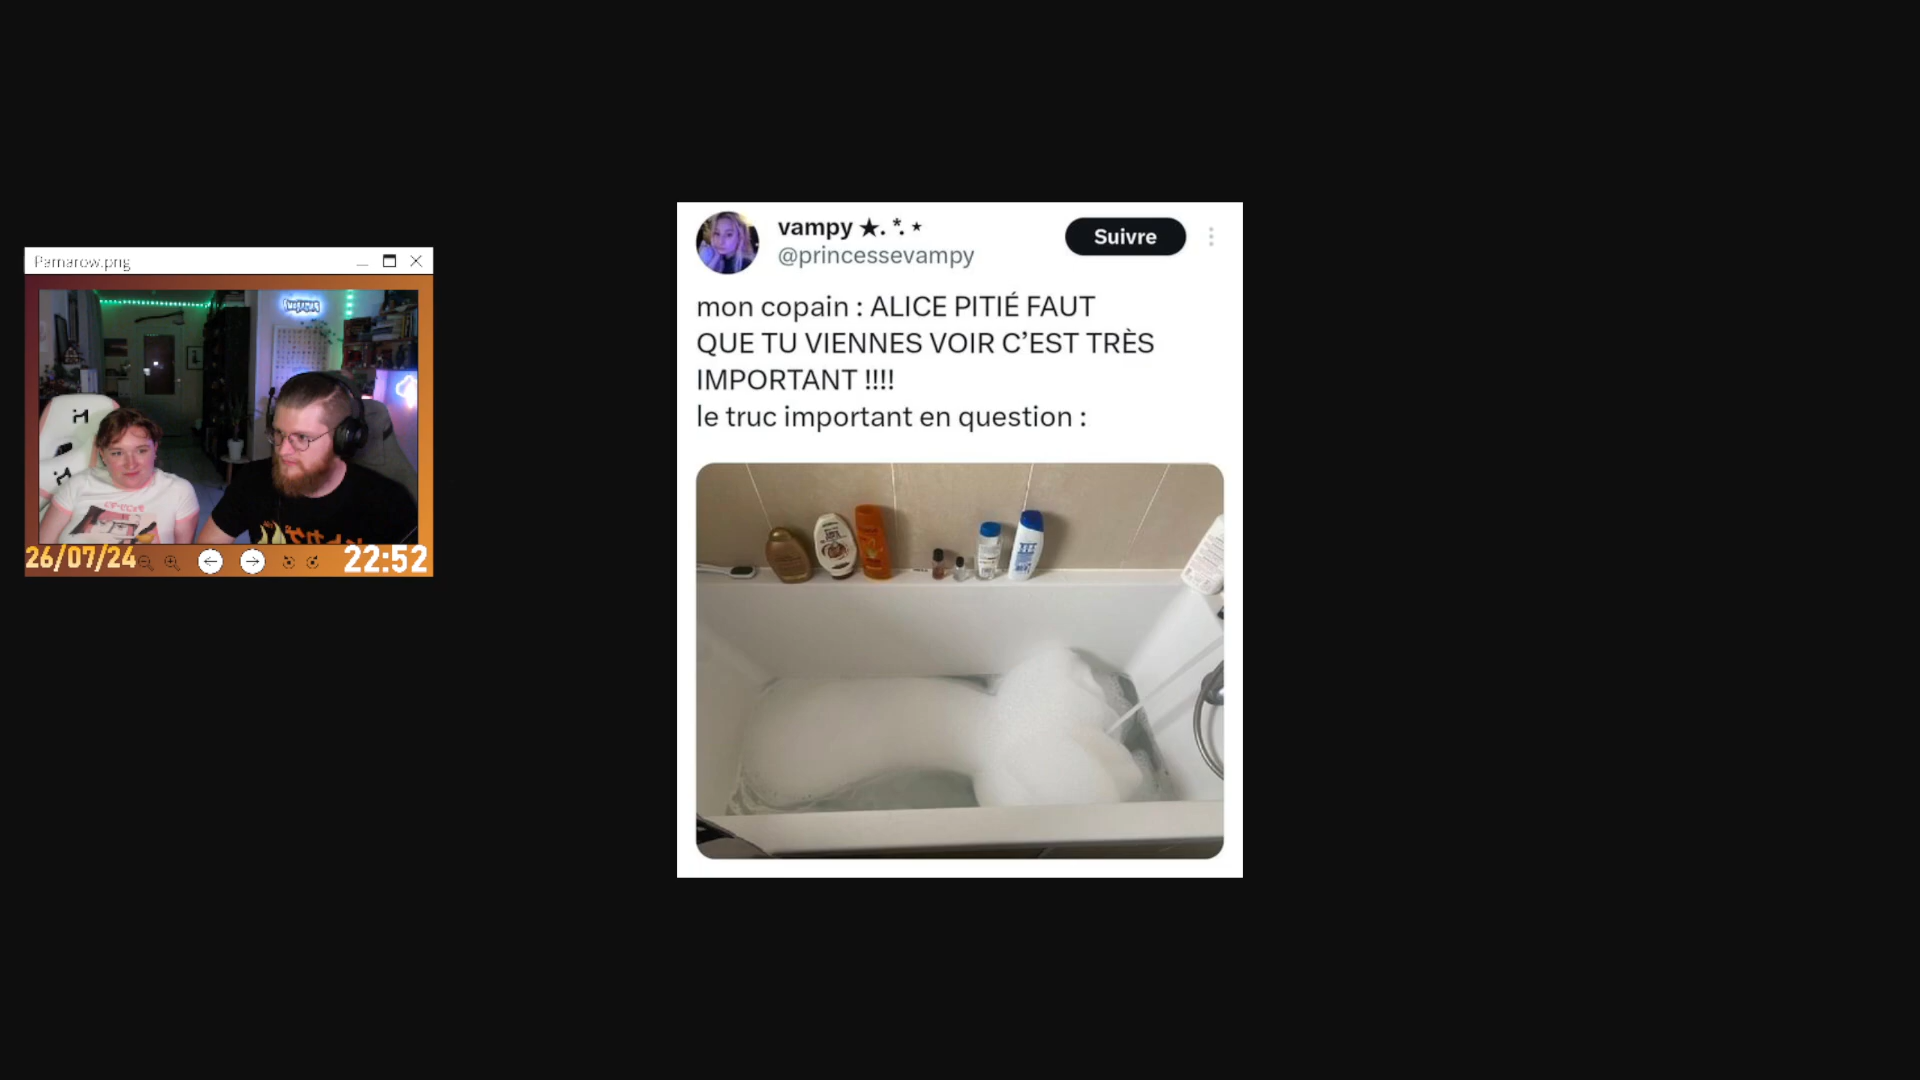 Pamarow.png
26/07/24
22:52
vampy ★. *. ⋆
@princessevampy
Suivre
mon copain : ALICE PITIÉ FAUT
QUE TU VIENNES VOIR C’EST TRÈS
IMPORTANT !!!!
le truc important en question :